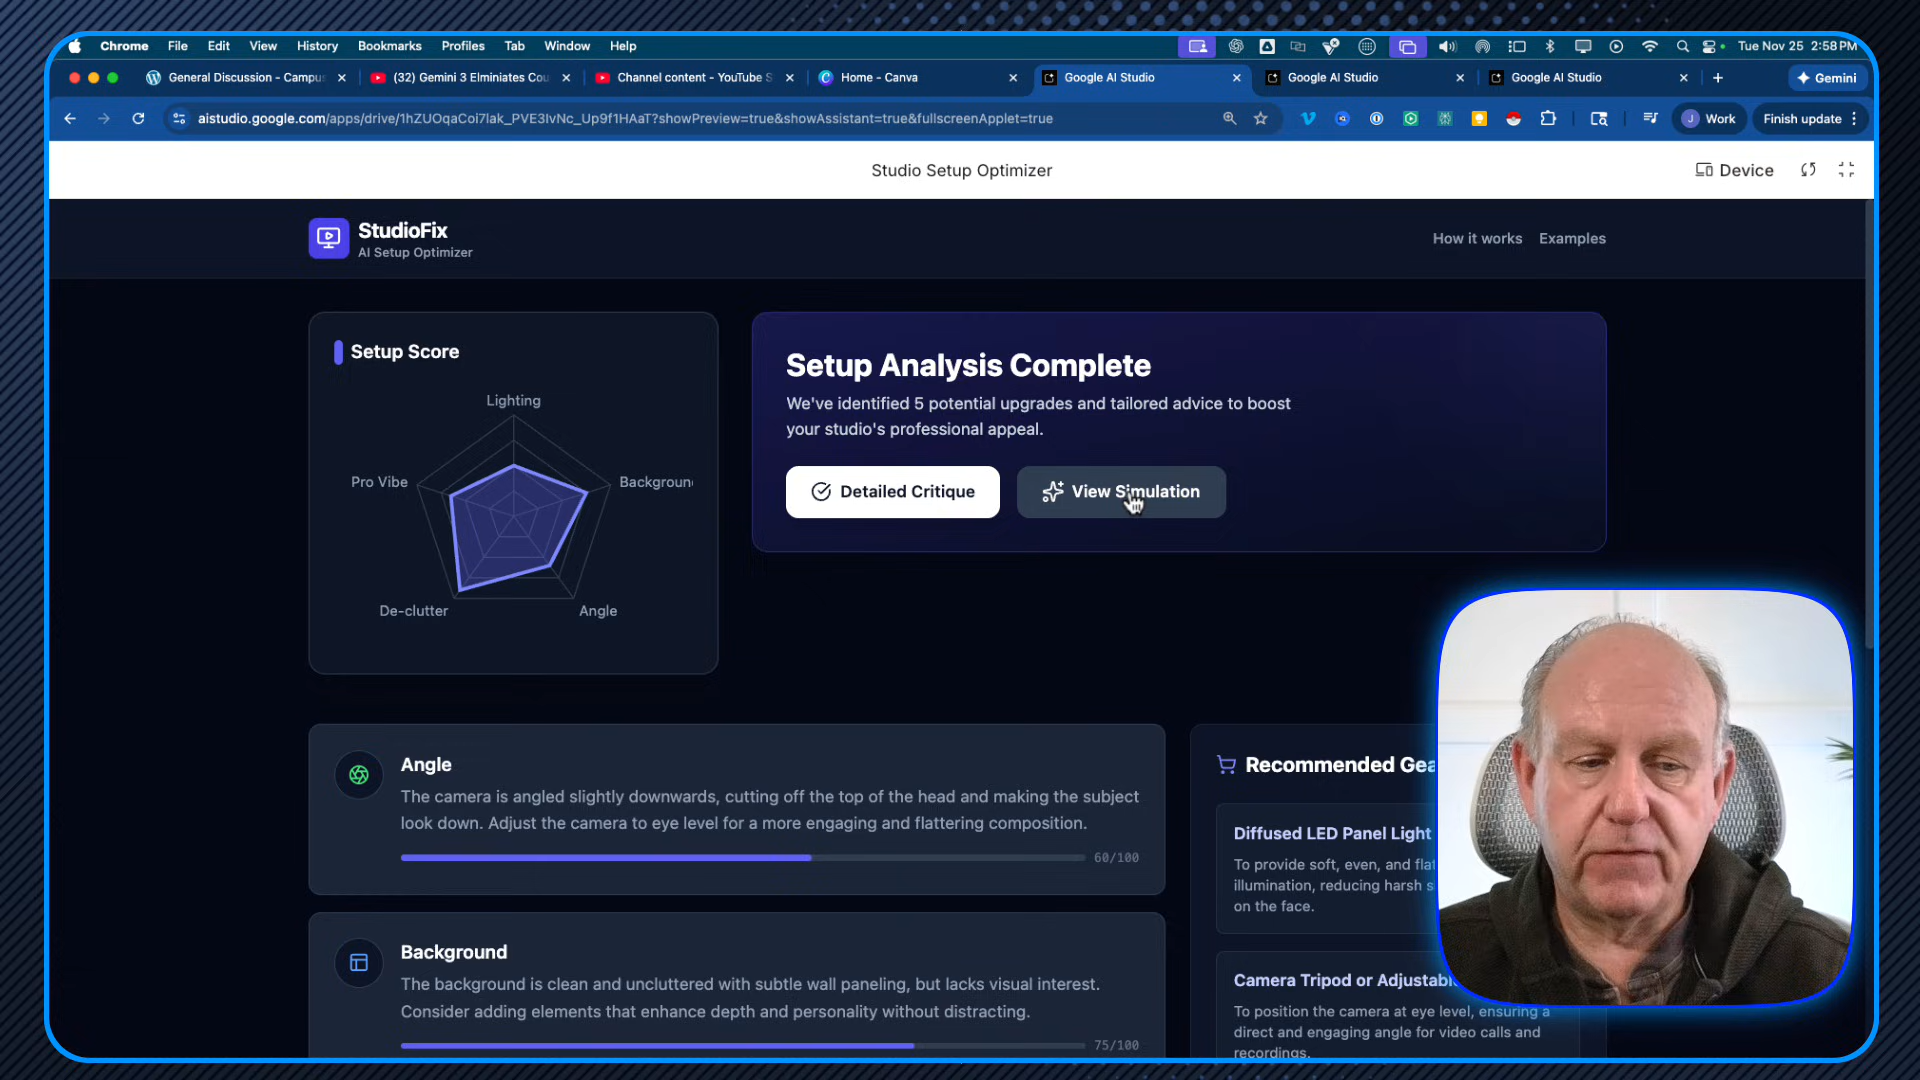 Chrome File Edit View History Bookmarks Profiles Tab Window Help Tue Nov 25 2:58 PM
General Discussion - Campus (32) Gemini 3 Elminiates Cou Channel content - YouTube S Home - Canva Google AI Studio Google AI Studio Google AI Studio Gemini
aistudio.google.com/apps/drive/1hZUOqaCoi7lak_PVE3lvNc_Up9f1HAaT?showPreview=true&showAssistant=true&fullscreenApplet=true J Work Finish update
Studio Setup Optimizer Device
StudioFix
AI Setup Optimizer
How it works Examples
Setup Score
Lighting
Pro Vibe
Backgroun
De-clutter
Angle
Setup Analysis Complete
We've identified 5 potential upgrades and tailored advice to boost
your studio's professional appeal.
Detailed Critique View Simulation
Angle
The camera is angled slightly downwards, cutting off the top of the head and making the subject
look down. Adjust the camera to eye level for a more engaging and flattering composition.
60/100
Background
The background is clean and uncluttered with subtle wall paneling, but lacks visual interest.
Consider adding elements that enhance depth and personality without distracting.
75/100
Recommended Gea
Diffused LED Panel Light
To provide soft, even, and flat
illumination, reducing harsh s
on the face.
Camera Tripod or Adjustabl
To position the camera at eye level, ensuring a
direct and engaging angle for video calls and
recordings.